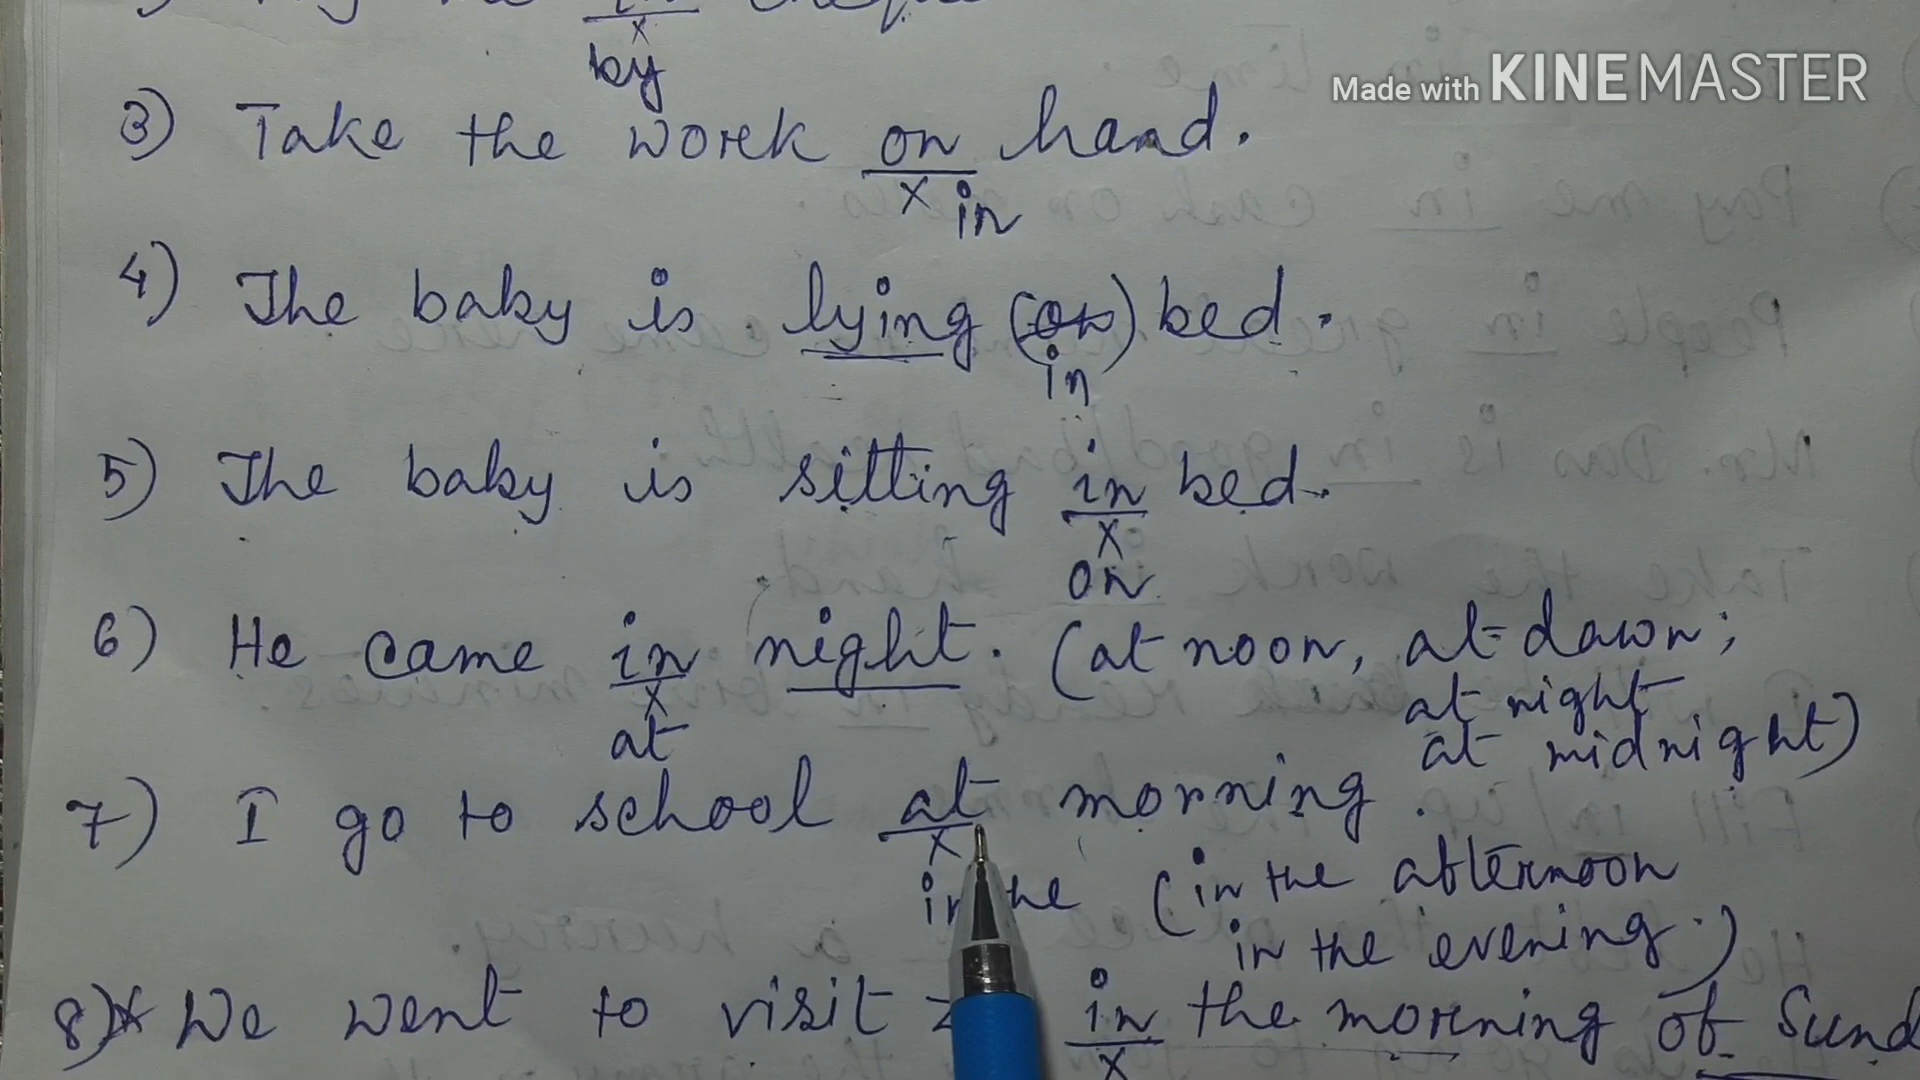 by
Made with KINEMASTER
3) Take the work on hand.
x in
4) The baby is lying (on) bed.
in
5) The baby is sitting in bed.
x
on
6) He came in night. (at noon, at dawn;
x at night
at at midnight)
7) I go to school at morning.
x
the (in the afternoon
in the evening.)
8)* We went to visit in the morning of Sund
x